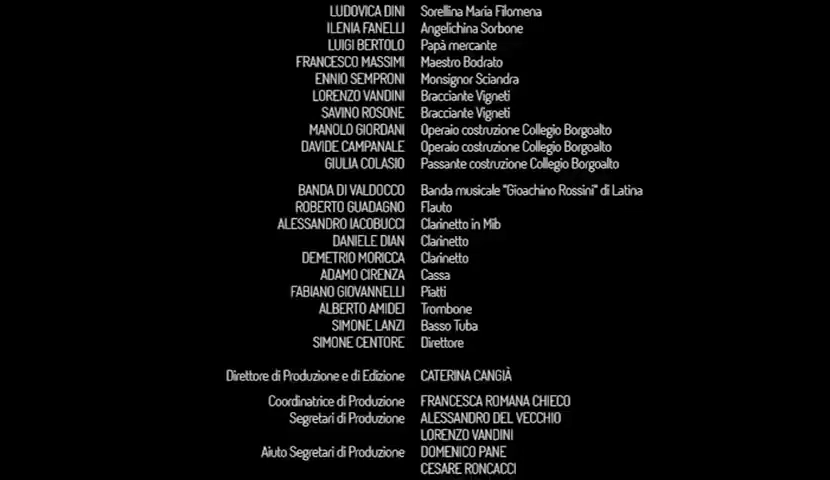 LUDOVICA DINI Sorellina Maria Filomena
ILENIA FANELLI Angelichina Sorbone
LUIGI BERTOLO Papà mercante
FRANCESCO MASSIMI Maestro Bodrato
ENNIO SEMPRONI Monsignor Sciandra
LORENZO VANDINI Bracciante Vigneti
SAVINO ROSONE Bracciante Vigneti
MANOLO GIORDANI Operaio costruzione Collegio Borgoalto
DAVIDE CAMPANALE Operaio costruzione Collegio Borgoalto
GIULIA COLASIO Passante costruzione Collegio Borgoalto
BANDA DI VALDOCCO Banda musicale "Gioachino Rossini" di Latina
ROBERTO GUADAGNO Flauto
ALESSANDRO IACOBUCCI Clarinetto in Mib
DANIELE DIAN Clarinetto
DEMETRIO MORICCA Clarinetto
ADAMO CIRENZA Cassa
FABIANO GIOVANNELLI Piatti
ALBERTO AMIDEI Trombone
SIMONE LANZI Basso Tuba
SIMONE CENTORE Direttore
Direttore di Produzione e di Edizione CATERINA CANGIÀ
Coordinatrice di Produzione FRANCESCA ROMANA CHIECO
Segretari di Produzione ALESSANDRO DEL VECCHIO
LORENZO VANDINI
Aiuto Segretari di Produzione DOMENICO PANE
CESARE RONCACCI